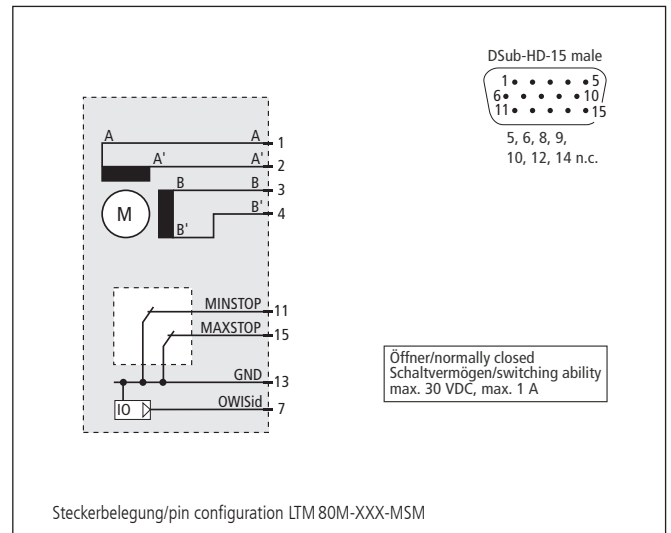 DSub-HD-15 male
1 5
6 10
11 15
5, 6, 8, 9,
10, 12, 14 n.c.
A A 1
A' A' 2
B B 3
B' 4
M
B'
MINSTOP 11
MAXSTOP 15
GND 13
IO OWISid 7
Öffner/normally closed
Schaltvermögen/switching ability
max. 30 VDC, max. 1 A
Steckerbelegung/pin configuration LTM 80M-XXX-MSM